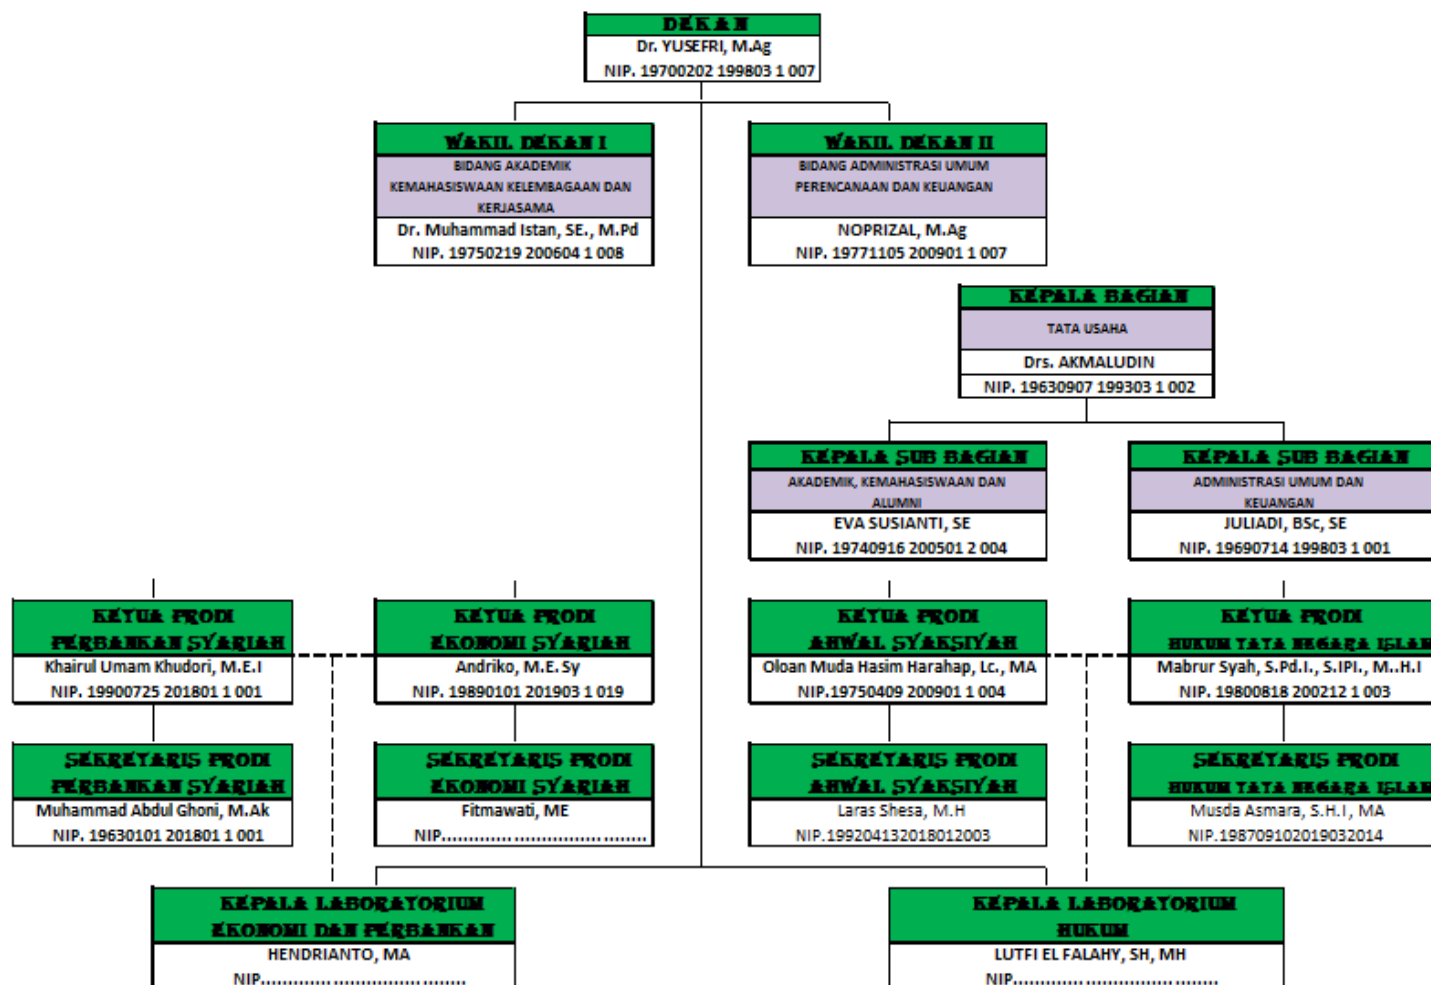 DEKAN
Dr. YUSEFRI, M.Ag
NIP. 19700202 199803 1 007
WAKIL DEKAN I
BIDANG AKADEMIK
KEMAHASISWAAN KELEMBAGAAN DAN
KERJASAMA
Dr. Muhammad Istan, SE., M.Pd
NIP. 19750219 200604 1 008
WAKIL DEKAN II
BIDANG ADMINISTRASI UMUM
PERENCANAAN DAN KEUANGAN
NOPRIZAL, M.Ag
NIP. 19771105 200901 1 007
KEPALA BAGIAN
TATA USAHA
Drs. AKMALUDIN
NIP. 19630907 199303 1 002
KEPALA SUB BAGIAN
AKADEMIK, KEMAHASISWAAN DAN
ALUMNI
EVA SUSIANTI, SE
NIP. 19740916 200501 2 004
KEPALA SUB BAGIAN
ADMINISTRASI UMUM DAN
KEUANGAN
JULIADI, BSc, SE
NIP. 19690714 199803 1 001
KETUA PRODI
PERBANKAN SYARIAH
Khairul Umam Khudori, M.E.I
NIP. 19900725 201801 1 001
KETUA PRODI
EKONOMI SYARIAH
Andriko, M.E.Sy
NIP. 19890101 201903 1 019
KETUA PRODI
AHWAL SYAKSIYAH
Oloan Muda Hasim Harahap, Lc., MA
NIP.19750409 200901 1 004
KETUA PRODI
HUKUM TATA NEGARA ISLAM
Mabrur Syah, S.Pd.I., S.IPI., M..H.I
NIP. 19800818 200212 1 003
SEKRETARIS PRODI
PERBANKAN SYARIAH
Muhammad Abdul Ghoni, M.Ak
NIP. 19630101 201801 1 001
SEKRETARIS PRODI
EKONOMI SYARIAH
Fitmawati, ME
NIP............. ................. ........
SEKRETARIS PRODI
AHWAL SYAKSIYAH
Laras Shesa, M.H
NIP.199204132018012003
SEKRETARIS PRODI
HUKUM TATA NEGARA ISLAM
Musda Asmara, S.H.I, MA
NIP.198709102019032014
KEPALA LABORATORIUM
EKONOMI DAN PERBANKAN
HENDRIANTO, MA
NIP............. ................. ........
KEPALA LABORATORIUM
HUKUM
LUTFI EL FALAHY, SH, MH
NIP............. ................. ........